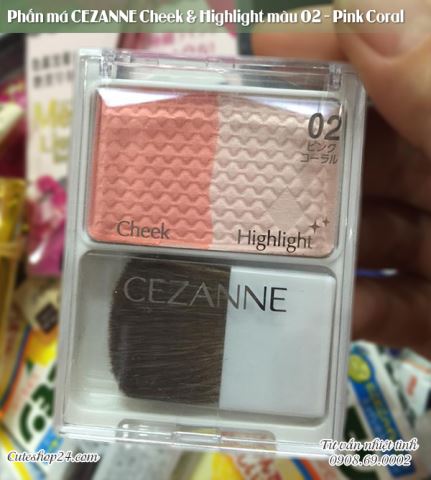 Phấn má CEZANNE Cheek & Highlight màu 02 - Pink Coral
02
ピンク
コーラル
Cheek
Highlight
CEZANNE
Cuteshop24.com
Tư vấn nhiệt tình
0908.69.0002